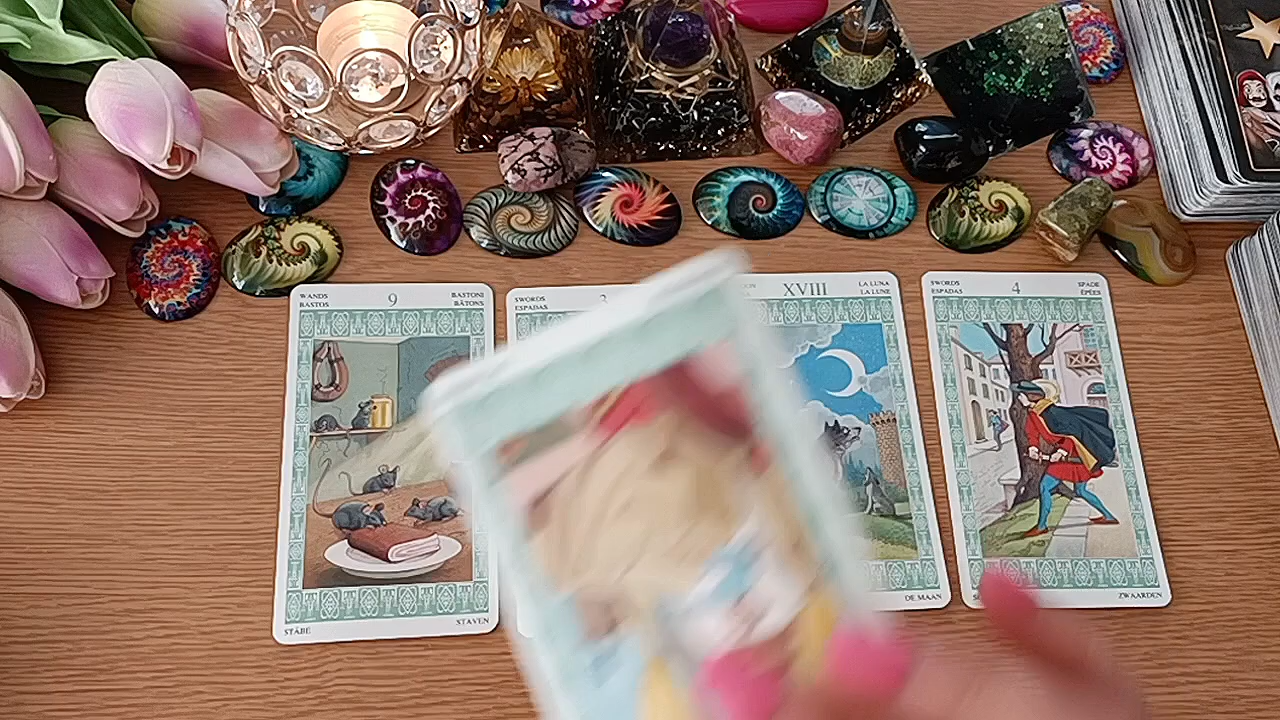 WANDS 9 BASTONI
BASTOS BÂTONS
STÄBE STAVEN
SWORDS 3
ESPADAS
XVIII LA LUNA
LA LUNE
DE MAAN
SWORDS 4 SPADE
ESPADAS ÉPÉES
ZWAARDEN